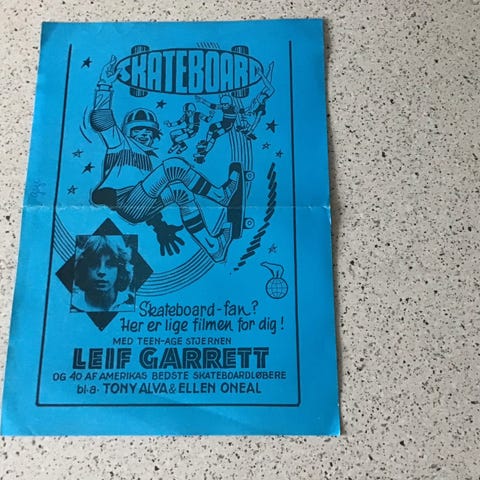 SKATEBOARD
Skateboard-fan?
Her er lige filmen for dig!
MED TEEN-AGE STJERNEN
LEIF GARRETT
OG 40 AF AMERIKAS BEDSTE SKATEBOARDLØBERE
bl.a. TONY ALVA & ELLEN ONEAL